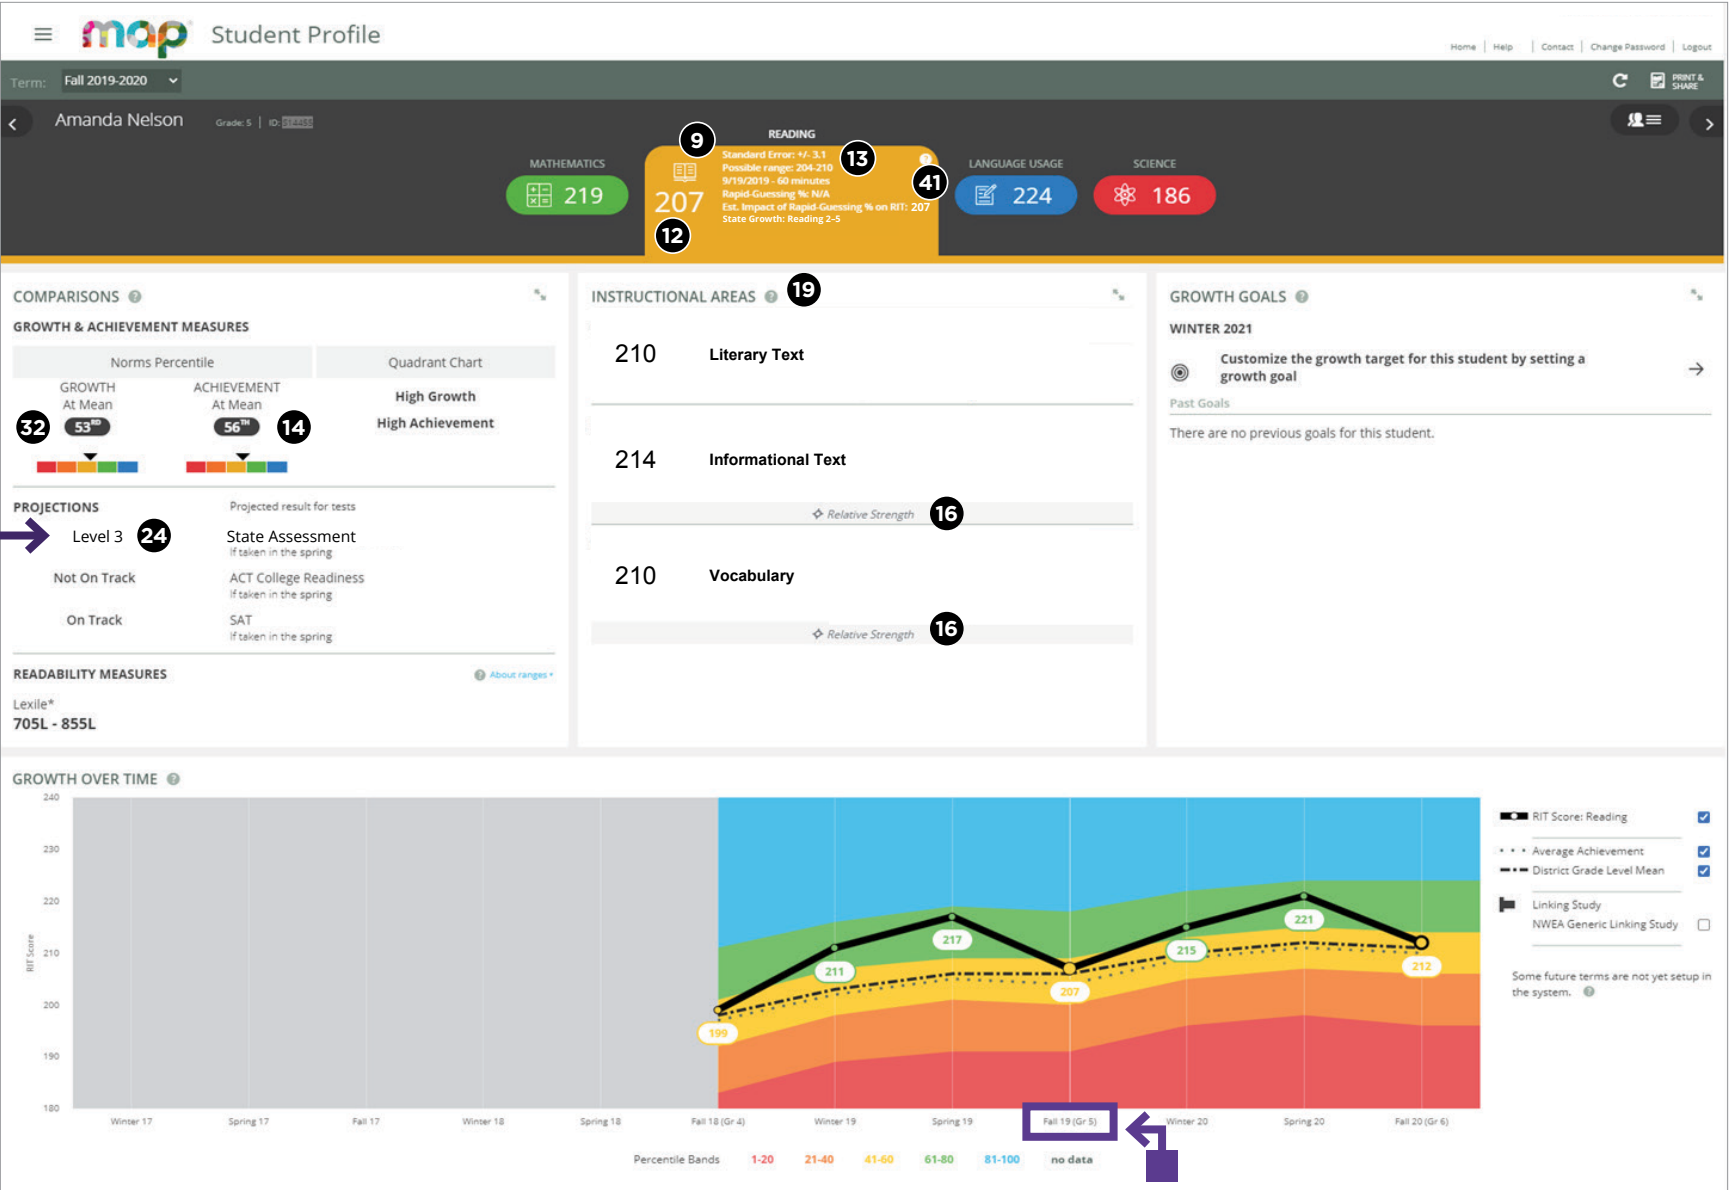 map Student Profile
Home | Help | Contact | Change Password | Logout
Term: Fall 2019-2020
PRINT & SHARE
Amanda Nelson Grade: 5 | ID:
MATHEMATICS
219
READING
9
207
12
Standard Error: +/- 3.1
13
Possible range: 204-210
9/19/2019 - 60 minutes
Rapid-Guessing %: N/A
Est. Impact of Rapid-Guessing % on RIT: 207
State Growth: Reading 2–5
41
LANGUAGE USAGE
224
SCIENCE
186
COMPARISONS
GROWTH & ACHIEVEMENT MEASURES
Norms Percentile
Quadrant Chart
GROWTH
At Mean
32
53RD
ACHIEVEMENT
At Mean
56TH
14
High Growth
High Achievement
PROJECTIONS
Projected result for tests
Level 3
24
State Assessment
If taken in the spring
Not On Track
ACT College Readiness
If taken in the spring
On Track
SAT
If taken in the spring
READABILITY MEASURES
About ranges
Lexile*
705L - 855L
INSTRUCTIONAL AREAS
19
210 Literary Text
214 Informational Text
Relative Strength
16
210 Vocabulary
Relative Strength
16
GROWTH GOALS
WINTER 2021
Customize the growth target for this student by setting a
growth goal
Past Goals
There are no previous goals for this student.
GROWTH OVER TIME
RIT Score
240
230
220
210
200
190
180
199
211
217
207
215
221
212
Winter 17
Spring 17
Fall 17
Winter 18
Spring 18
Fall 18 (Gr 4)
Winter 19
Spring 19
Fall 19 (Gr 5)
Winter 20
Spring 20
Fall 20 (Gr 6)
Percentile Bands 1-20 21-40 41-60 61-80 81-100 no data
RIT Score: Reading
Average Achievement
District Grade Level Mean
Linking Study
NWEA Generic Linking Study
Some future terms are not yet setup in
the system.